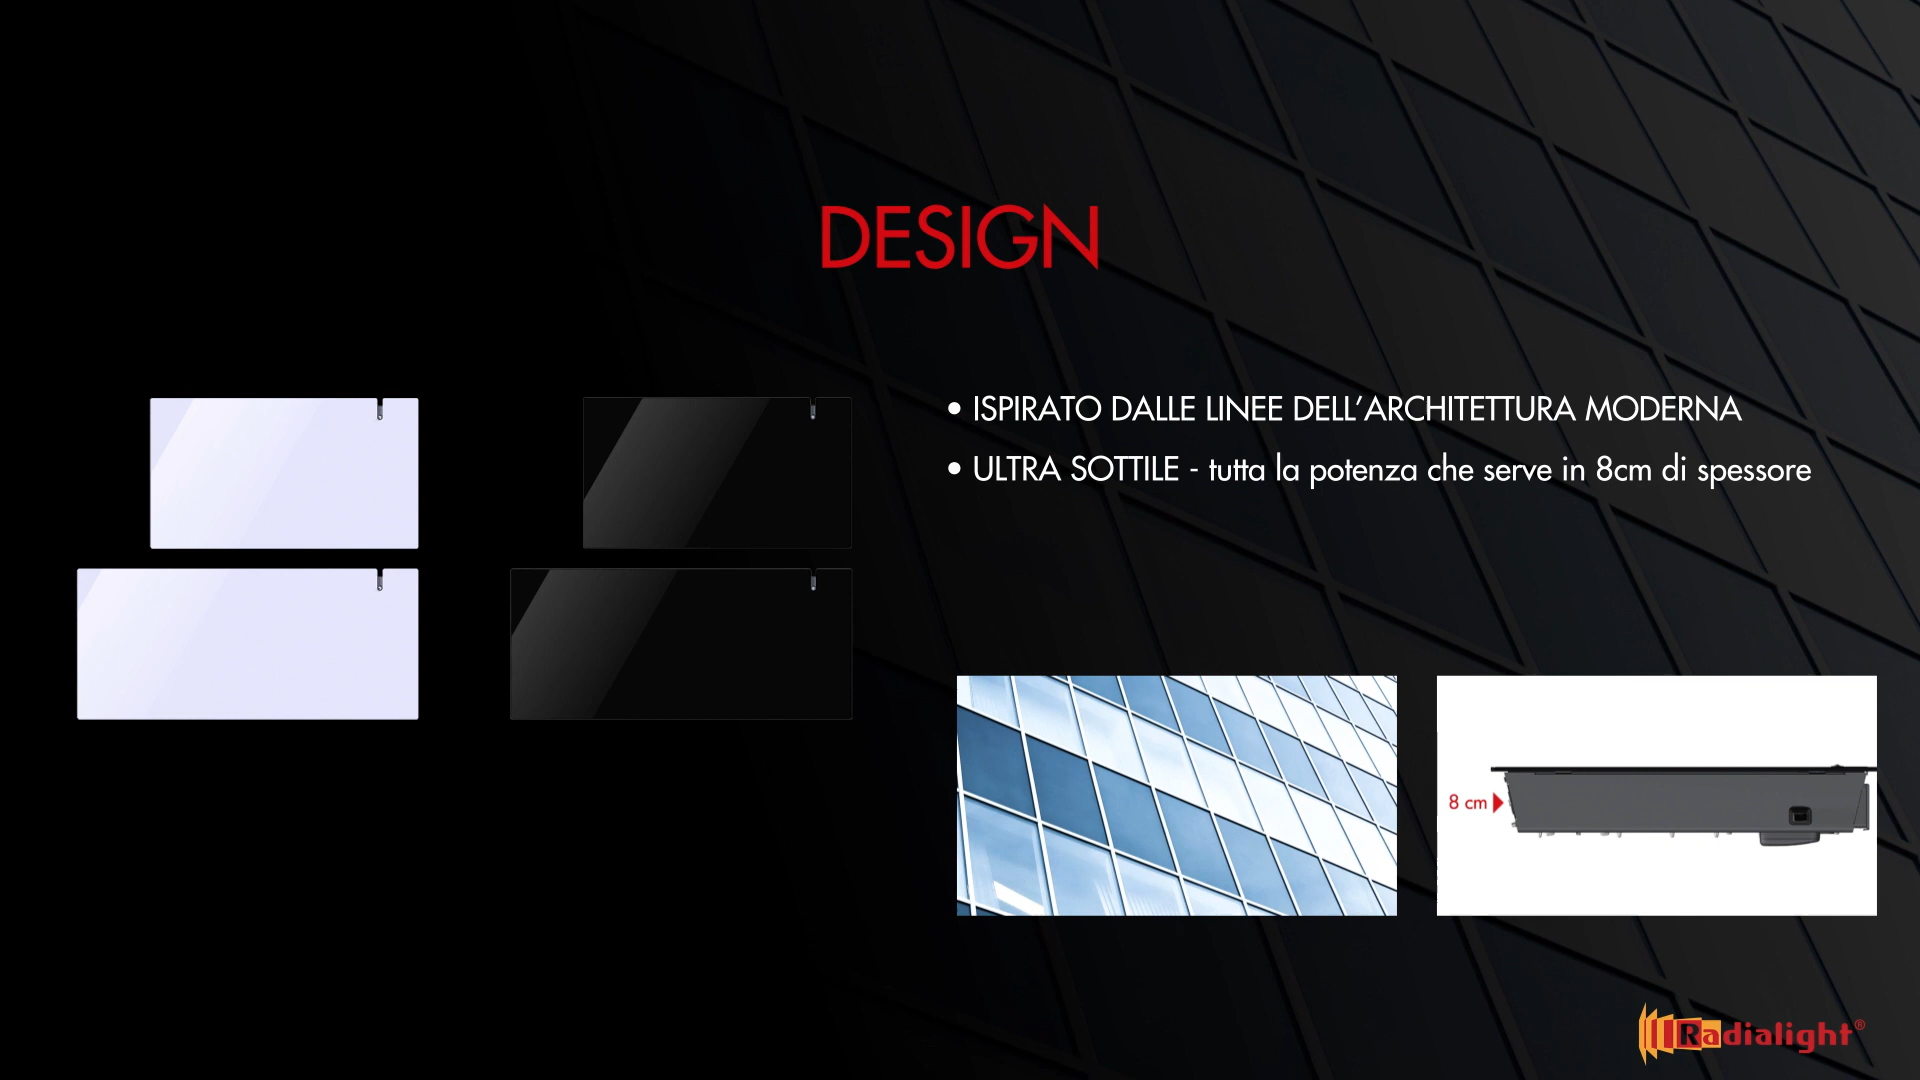 DESIGN
• ISPIRATO DALLE LINEE DELL’ARCHITETTURA MODERNA
• ULTRA SOTTILE - tutta la potenza che serve in 8cm di spessore
8 cm
Radialight®